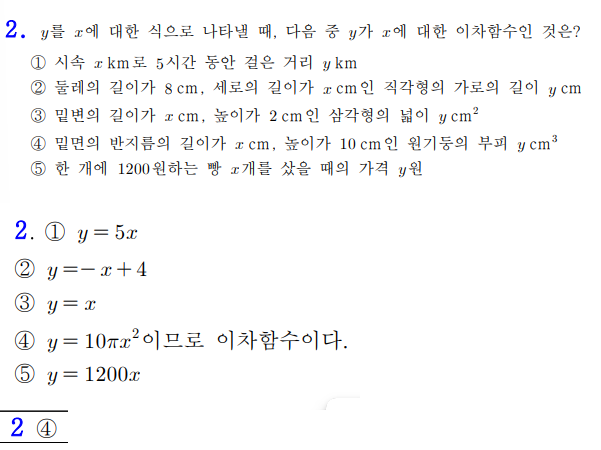 2. y를 x에 대한 식으로 나타낼 때, 다음 중 y가 x에 대한 이차함수인 것은?
① 시속 x km로 5시간 동안 걸은 거리 y km
② 둘레의 길이가 8 cm, 세로의 길이가 x cm인 직각형의 가로의 길이 y cm
③ 밑변의 길이가 x cm, 높이가 2 cm인 삼각형의 넓이 y cm²
④ 밑면의 반지름의 길이가 x cm, 높이가 10 cm인 원기둥의 부피 y cm³
⑤ 한 개에 1200원하는 빵 x개를 샀을 때의 가격 y원
2. ① y = 5x
② y = − x + 4
③ y = x
④ y = 10πx²이므로 이차함수이다.
⑤ y = 1200x
2 ④